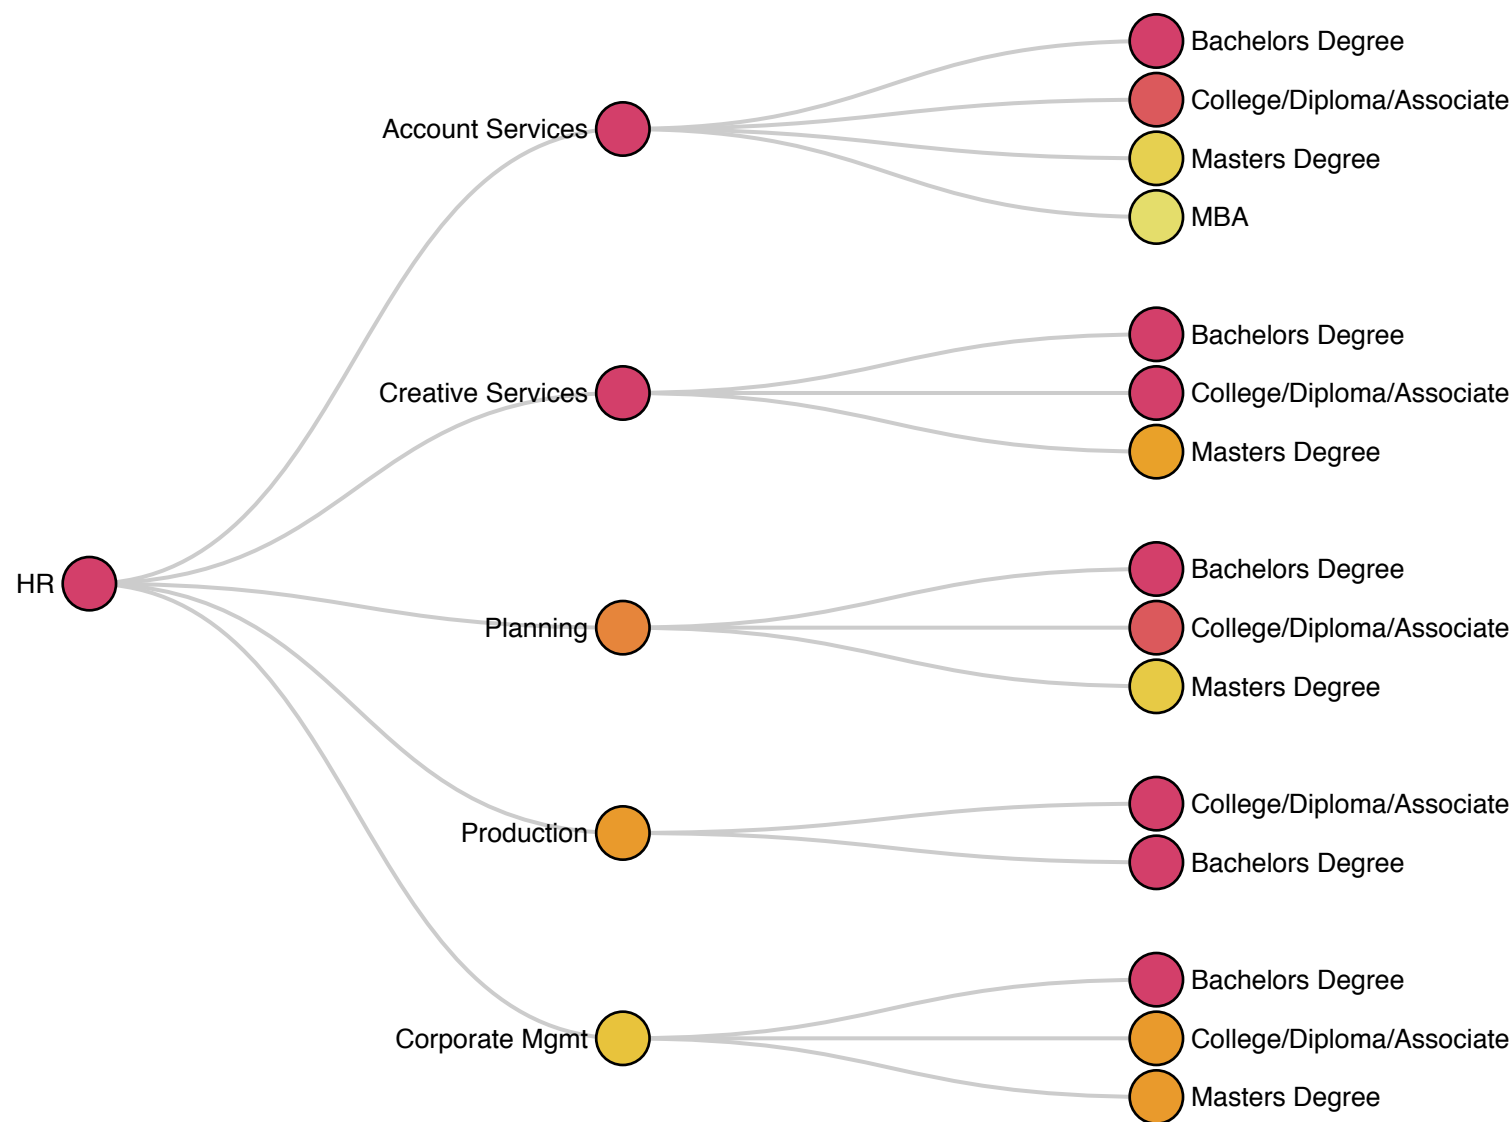 Bachelors Degree
College/Diploma/Associate
Account Services
Masters Degree
MBA
Bachelors Degree
Creative Services
College/Diploma/Associate
Masters Degree
Bachelors Degree
HR
Planning
College/Diploma/Associate
Masters Degree
College/Diploma/Associate
Production
Bachelors Degree
Bachelors Degree
Corporate Mgmt
College/Diploma/Associate
Masters Degree